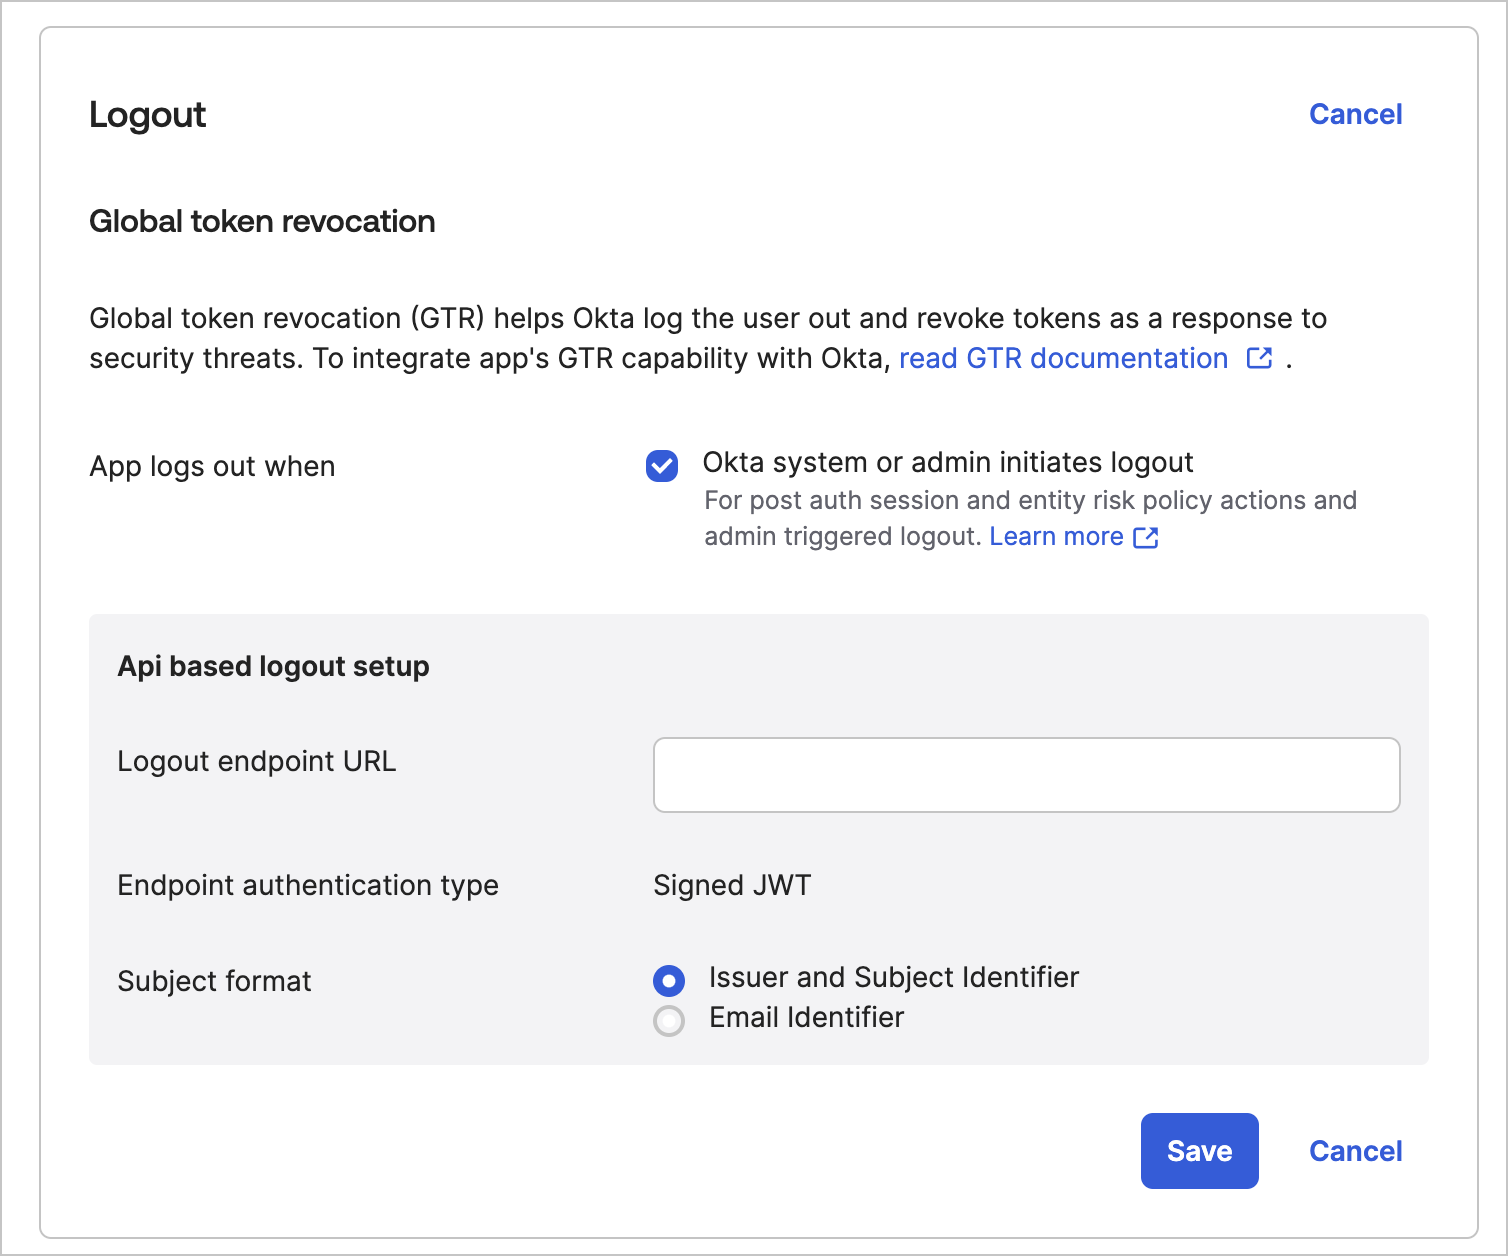 Logout
Cancel
Global token revocation
Global token revocation (GTR) helps Okta log the user out and revoke tokens as a response to
security threats. To integrate app's GTR capability with Okta, read GTR documentation .
App logs out when
Okta system or admin initiates logout
For post auth session and entity risk policy actions and
admin triggered logout. Learn more
Api based logout setup
Logout endpoint URL
Endpoint authentication type
Signed JWT
Subject format
Issuer and Subject Identifier
Email Identifier
Save
Cancel